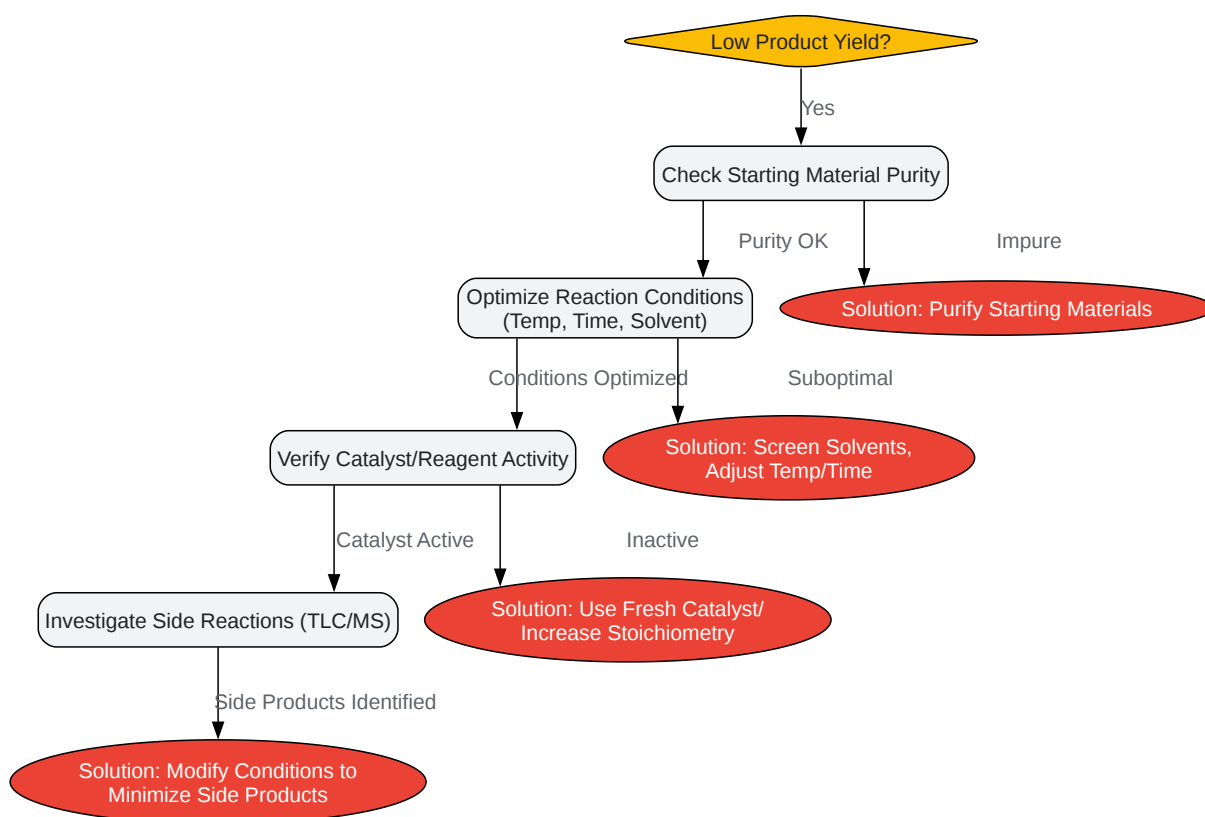 Low Product Yield?
Yes
Check Starting Material Purity
Purity OK
Impure
Optimize Reaction Conditions
(Temp, Time, Solvent)
Solution: Purify Starting Materials
Conditions Optimized
Suboptimal
Verify Catalyst/Reagent Activity
Solution: Screen Solvents,
Adjust Temp/Time
Catalyst Active
Inactive
Investigate Side Reactions (TLC/MS)
Solution: Use Fresh Catalyst/
Increase Stoichiometry
Side Products Identified
Solution: Modify Conditions to
Minimize Side Products